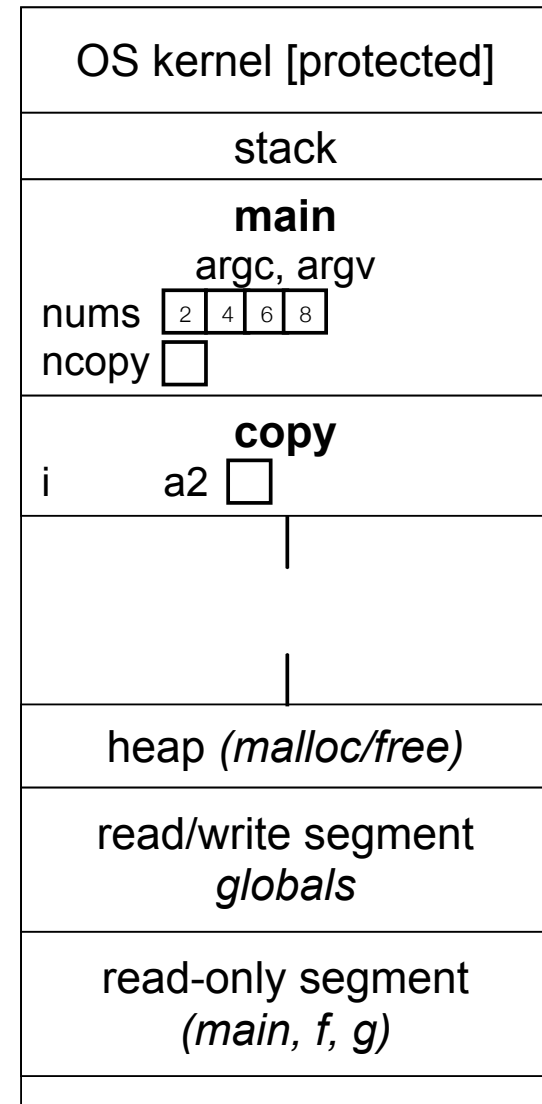 OS kernel [protected]
stack
main
argc, argv
nums 2 4 6 8
ncopy
copy
i a2
heap (malloc/free)
read/write segment
globals
read-only segment
(main, f, g)